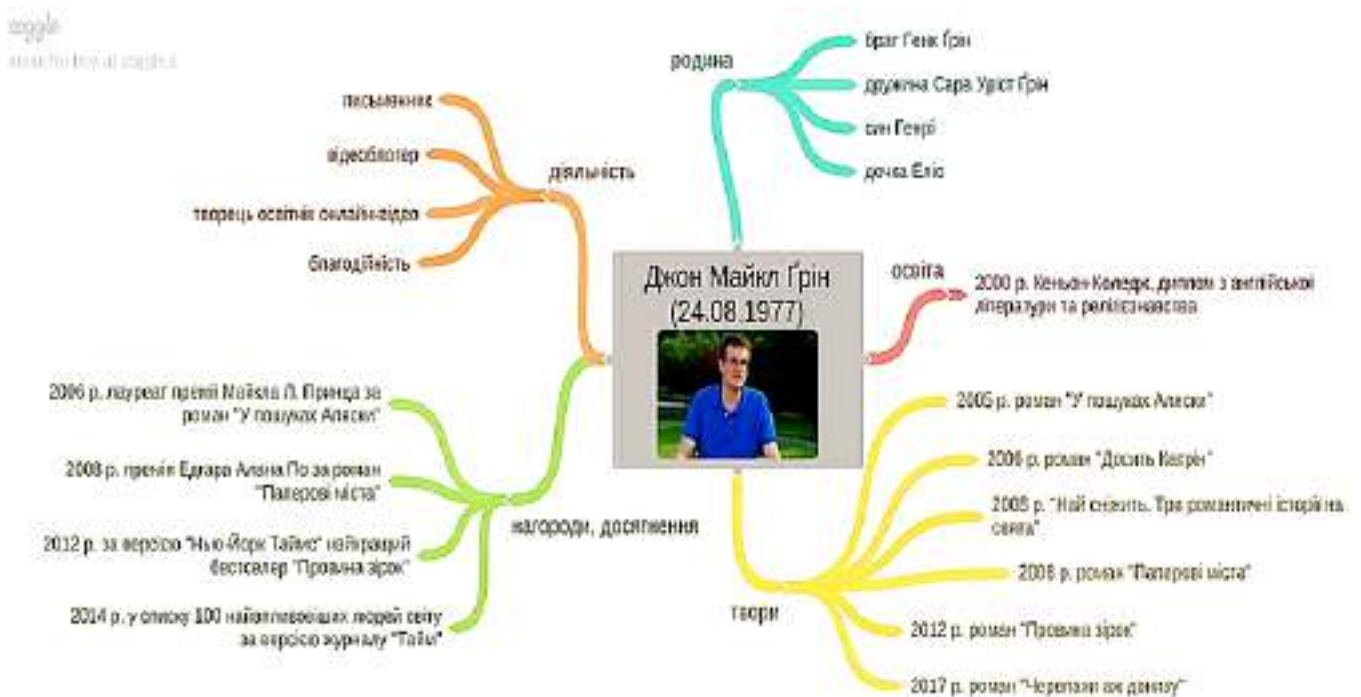 coggle
родина
брат Генк Ґрін
дружина Сара Уріст Ґрін
син Генрі
дочка Еліс
діяльність
письменник
відеоблогер
творець освітніх онлайн-відео
благодійність
Джон Майкл Ґрін
(24.08.1977)
освіта
2000 р. Кеньон-Коледж, диплом з англійської
літератури та релігієзнавства
нагороди, досягнення
2006 р. лауреат премії Майкла Л. Принца за
роман "У пошуках Аляски"
2008 р. премія Едгара Алана По за роман
"Паперові міста"
2012 р. за версією "Нью-Йорк Таймс" найкращий
бестселер "Провина зірок"
2014 р. у списку 100 найвпливовіших людей світу
за версією журналу "Тайм"
твори
2005 р. роман "У пошуках Аляски"
2006 р. роман "Досить Кетрін"
2008 р. "Най сніжить. Три романтичні історії на
свята"
2008 р. роман "Паперові міста"
2012 р. роман "Провина зірок"
2017 р. роман "Черепахи аж донизу"